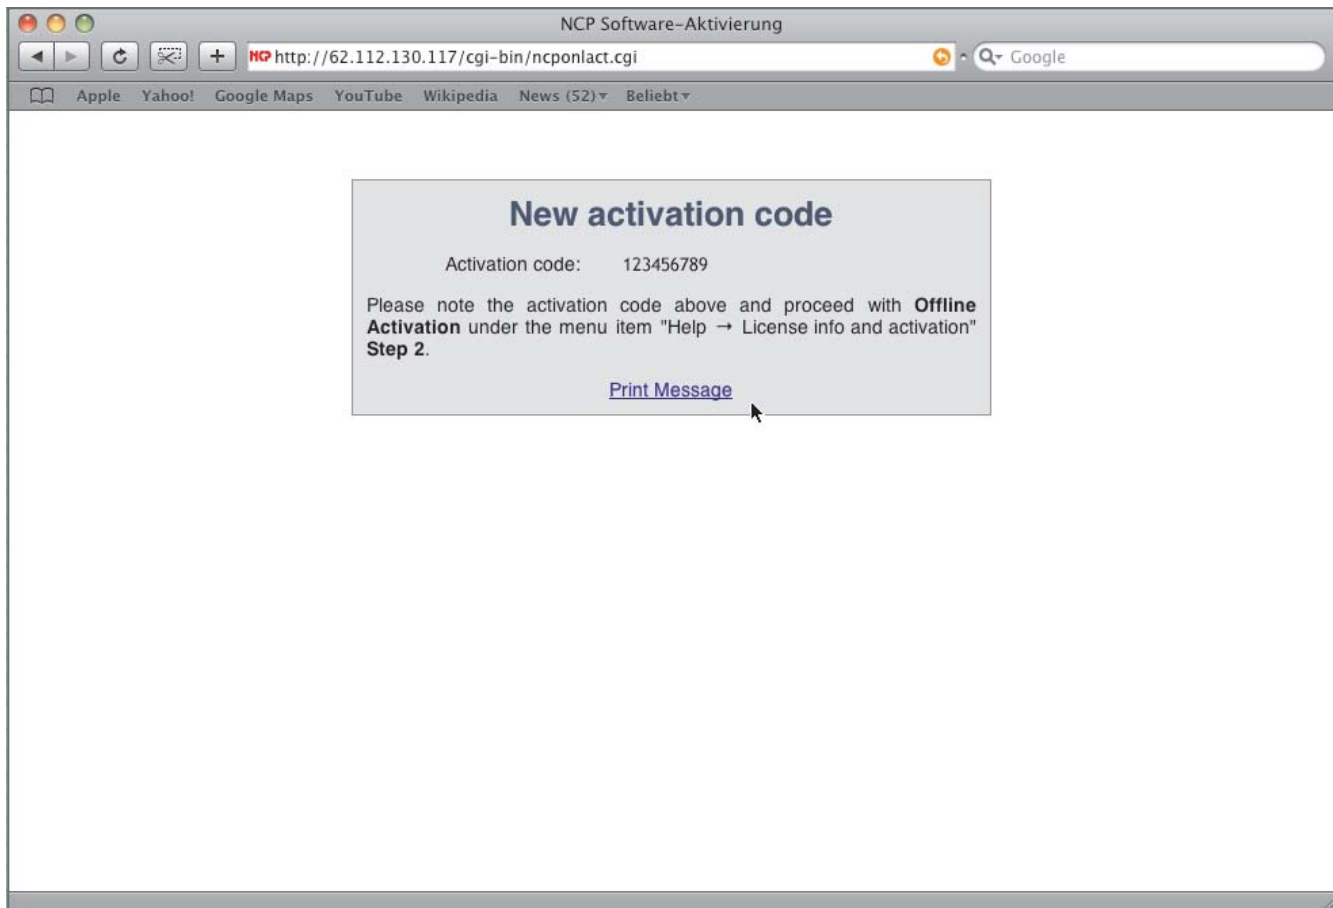 NCP Software-Aktivierung
NCP http://62.112.130.117/cgi-bin/ncponlact.cgi
Google
Apple Yahoo! Google Maps YouTube Wikipedia News (52) Beliebt
New activation code
Activation code: 123456789
Please note the activation code above and proceed with Offline
Activation under the menu item "Help → License info and activation"
Step 2.
Print Message